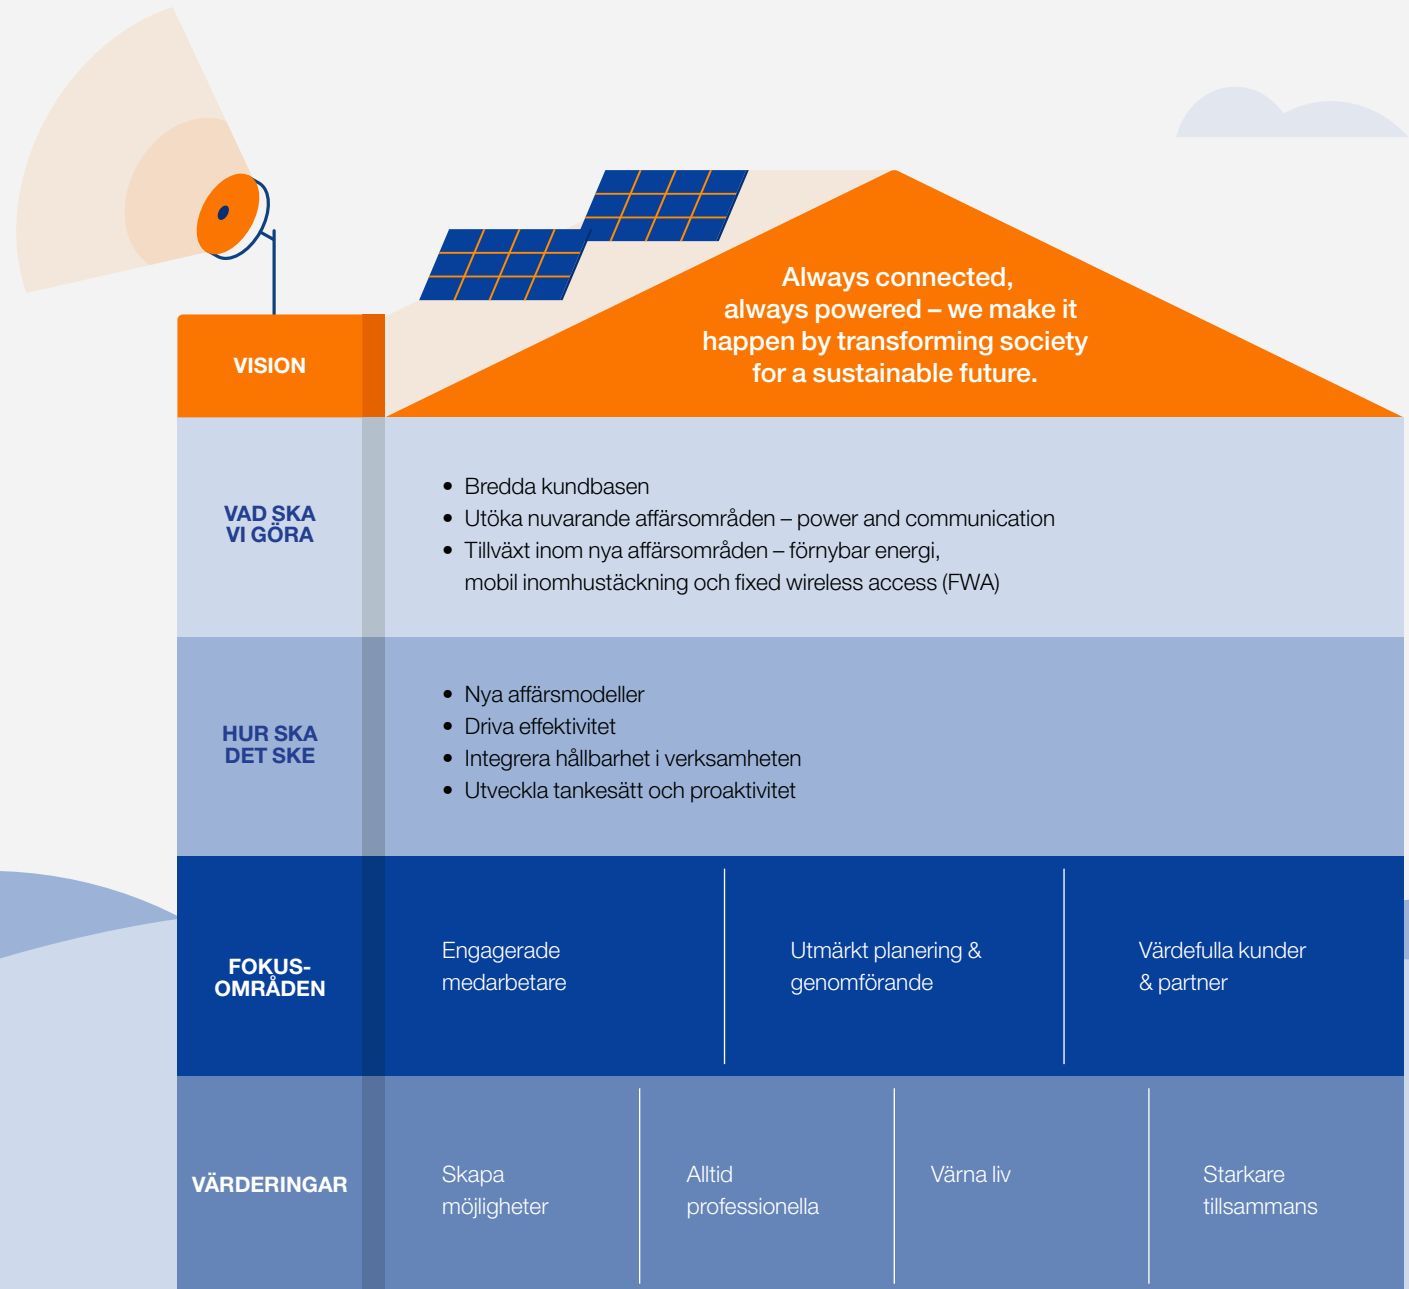 VISION
Always connected,
always powered – we make it
happen by transforming society
for a sustainable future.
VAD SKA
VI GÖRA
• Bredda kundbasen
• Utöka nuvarande affärsområden – power and communication
• Tillväxt inom nya affärsområden – förnybar energi,
mobil inomhustäckning och fixed wireless access (FWA)
HUR SKA
DET SKE
• Nya affärsmodeller
• Driva effektivitet
• Integrera hållbarhet i verksamheten
• Utveckla tankesätt och proaktivitet
FOKUS-
OMRÅDEN
Engagerade
medarbetare
Utmärkt planering &
genomförande
Värdefulla kunder
& partner
VÄRDERINGAR
Skapa
möjligheter
Alltid
professionella
Värna liv
Starkare
tillsammans